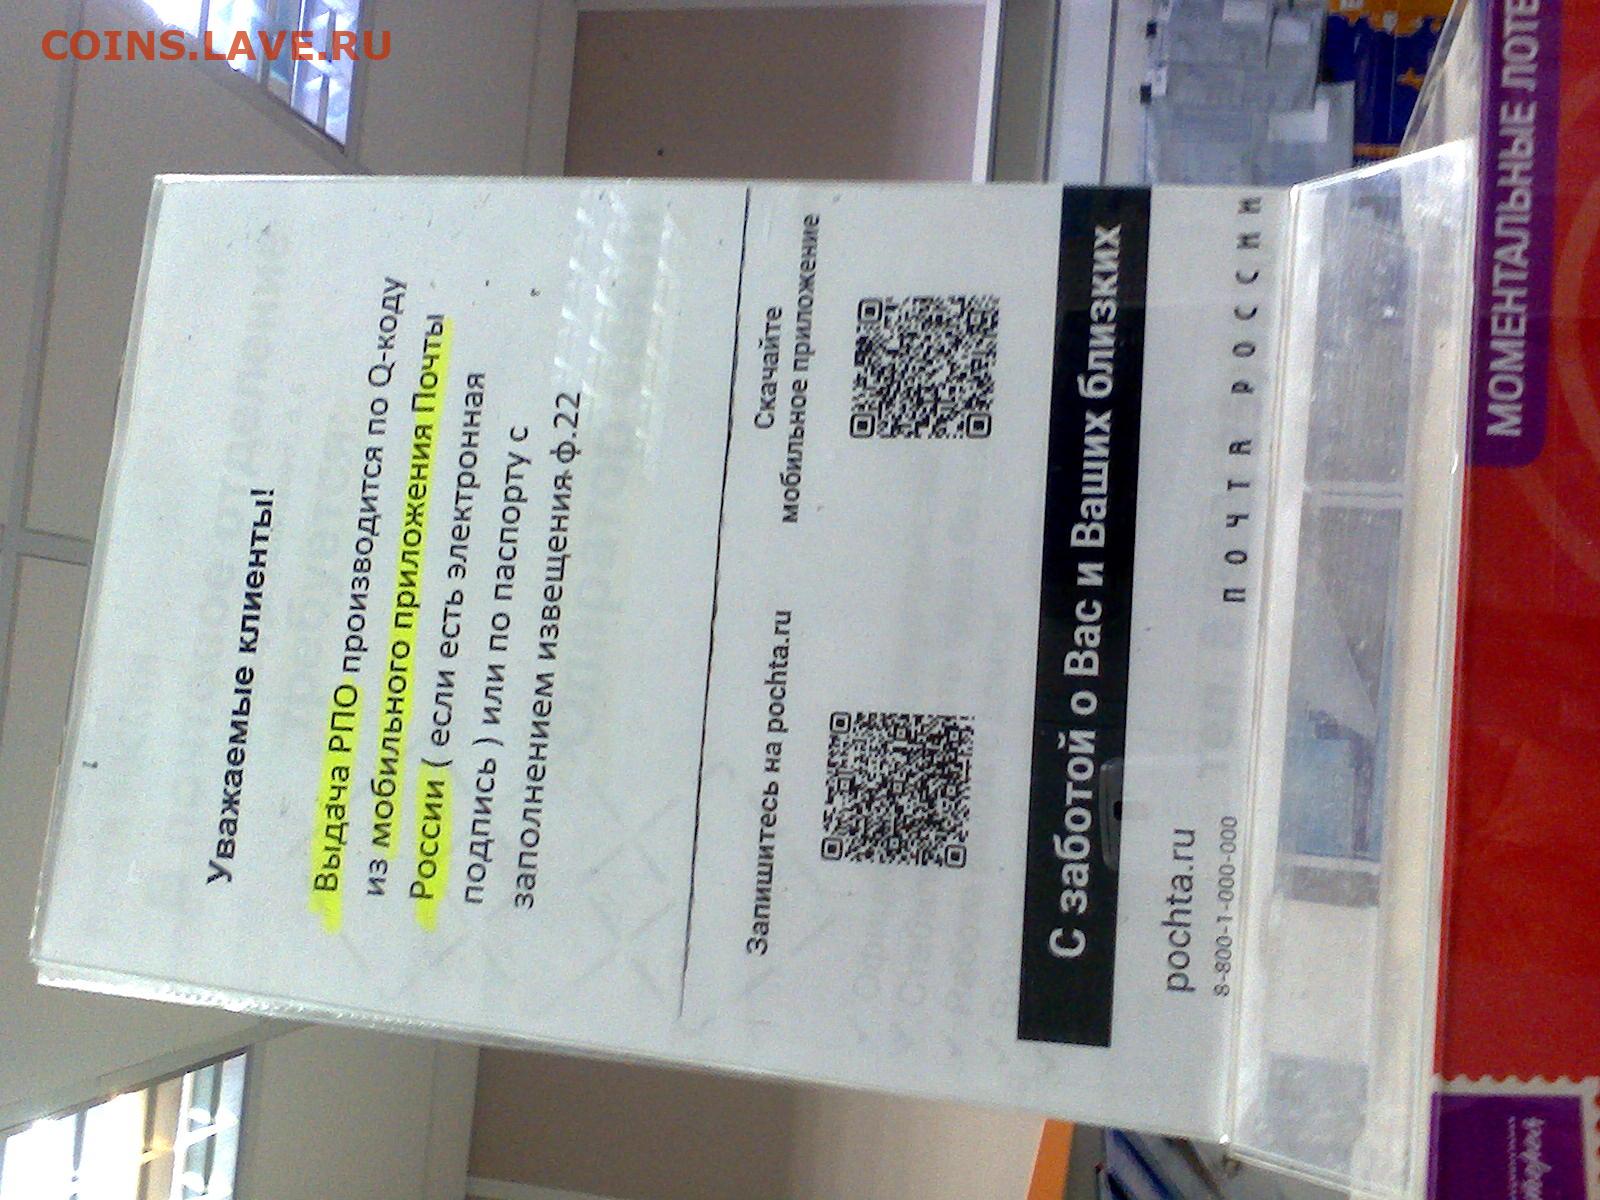 COINS.LAVE.RU
Уважаемые клиенты!
Выдача РПО производится по Q-коду
из мобильного приложения Почты
России ( если есть электронная
подпись ) или по паспорту с
заполнением извещения ф.22
Запишитесь на pochta.ru
Скачайте
мобильное приложение
С заботой о Вас и Ваших близких
pochta.ru
8-800-1-000-000
ПОЧТА РОССИИ
МОМЕНТАЛЬНЫЕ ЛОТЕ